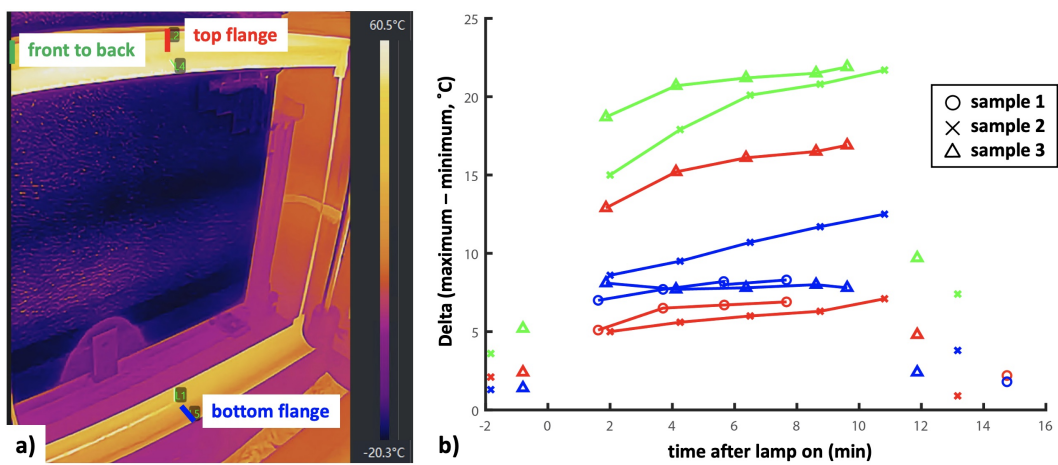 60.5°C
top flange
front to back
bottom flange
-20.3°C
a)
25
20
15
10
5
0
Delta (maximum – minimum, ˚C)
sample 1
sample 2
sample 3
-2 0 2 4 6 8 10 12 14 16
time after lamp on (min)
b)